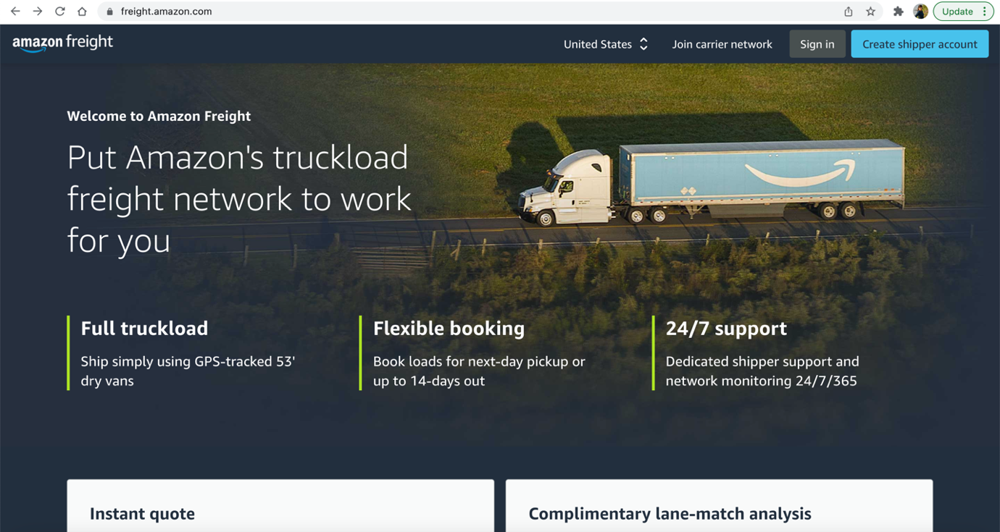 freight.amazon.com
Update
amazon freight
United States
Join carrier network
Sign in
Create shipper account
Welcome to Amazon Freight
Put Amazon's truckload
freight network to work
for you
Full truckload
Ship simply using GPS-tracked 53'
dry vans
Flexible booking
Book loads for next-day pickup or
up to 14-days out
24/7 support
Dedicated shipper support and
network monitoring 24/7/365
Instant quote
Complimentary lane-match analysis